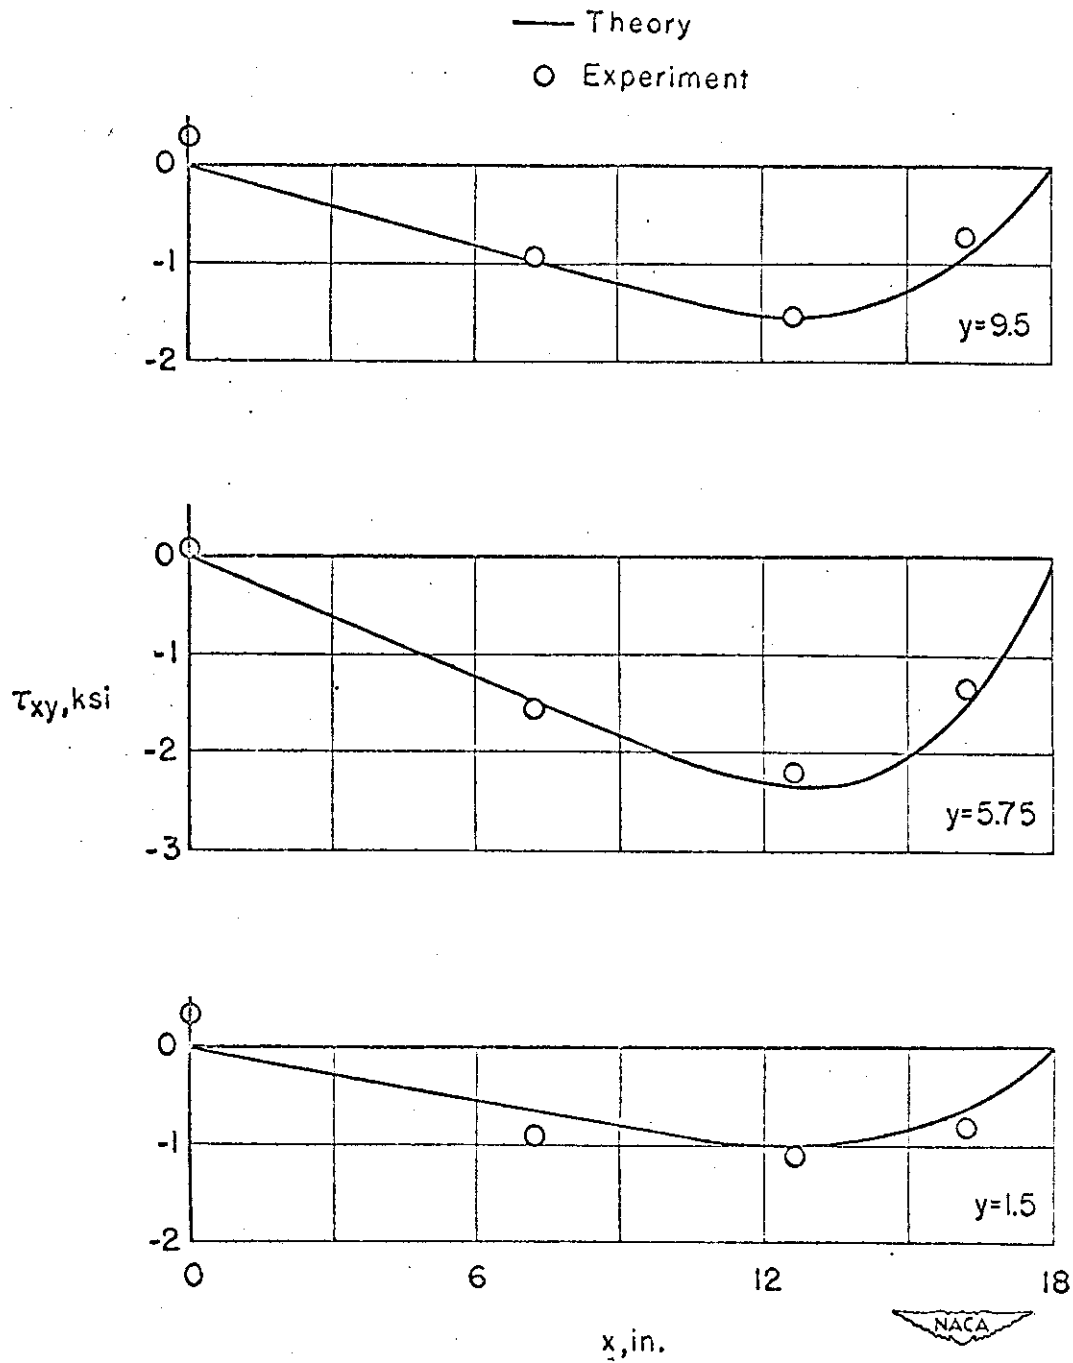 Theory
Experiment
0
-1
-2
y=9.5
0
-1
-2
-3
y=5.75
τxy, ksi
0
-1
-2
y=1.5
0 6 12 18
x, in.
NACA